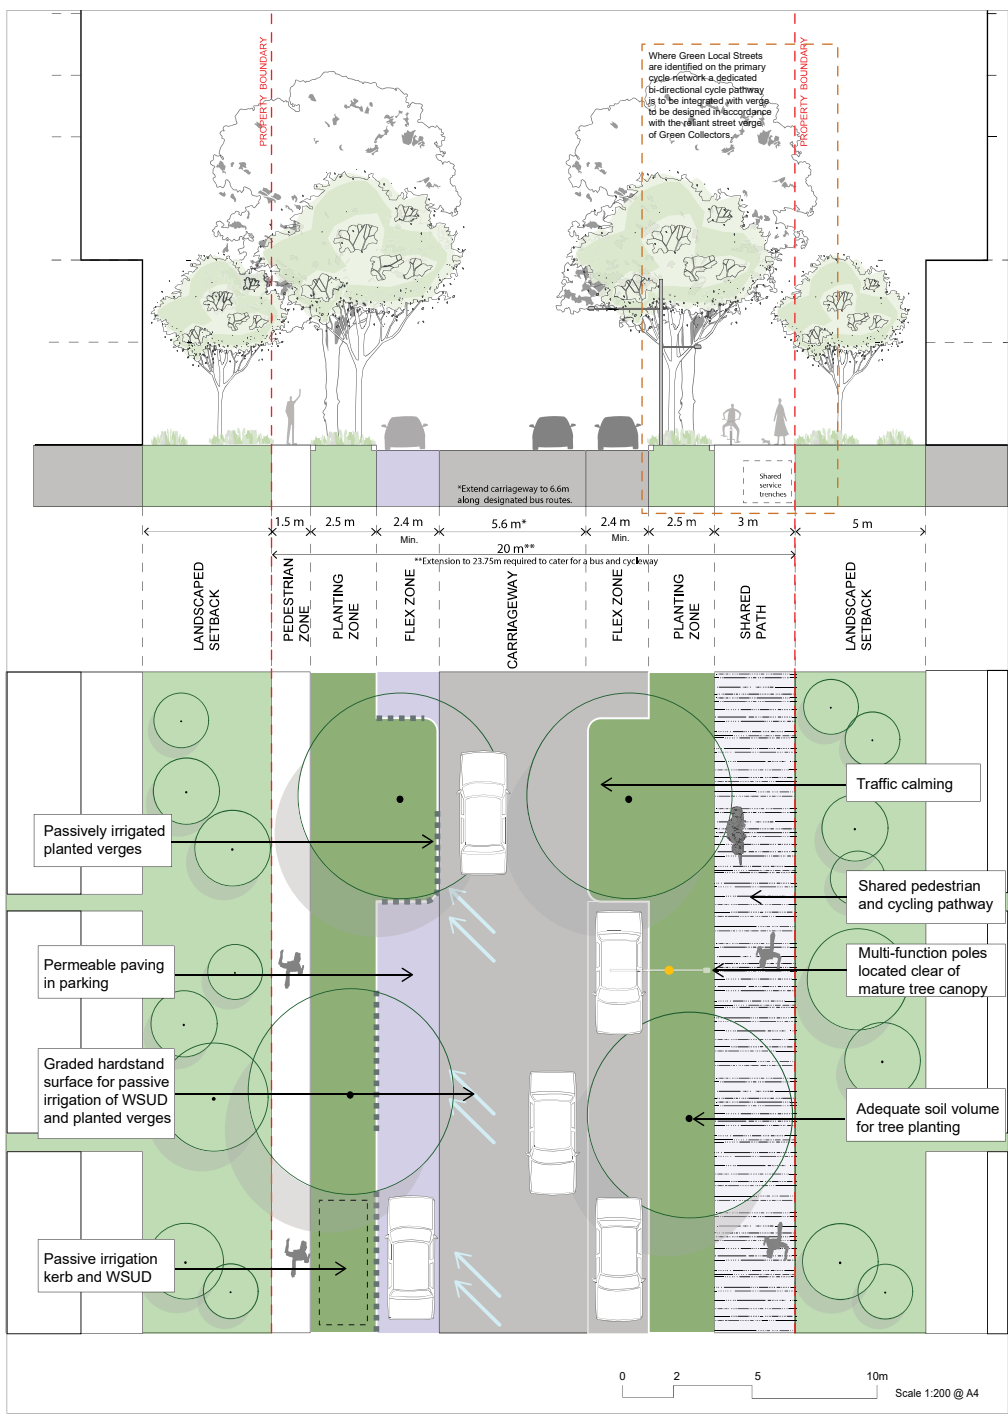 PROPERTY BOUNDARY
Where Green Local Streets
are identified on the primary
cycle network a dedicated
bi-directional cycle pathway
is to be integrated with verge
to be designed in accordance
with the reliant street verge
of Green Collectors.
PROPERTY BOUNDARY
*Extend carriageway to 6.6m
along designated bus routes.
Shared
service
trenches
1.5 m
2.5 m
2.4 m
Min.
5.6 m*
2.4 m
Min.
2.5 m
3 m
5 m
20 m**
**Extension to 23.75m required to cater for a bus and cycleway
LANDSCAPED
SETBACK
PEDESTRIAN
ZONE
PLANTING
ZONE
FLEX ZONE
CARRIAGEWAY
FLEX ZONE
PLANTING
ZONE
SHARED
PATH
LANDSCAPED
SETBACK
Passively irrigated
planted verges
Permeable paving
in parking
Graded hardstand
surface for passive
irrigation of WSUD
and planted verges
Passive irrigation
kerb and WSUD
Traffic calming
Shared pedestrian
and cycling pathway
Multi-function poles
located clear of
mature tree canopy
Adequate soil volume
for tree planting
0 2 5 10m
Scale 1:200 @ A4